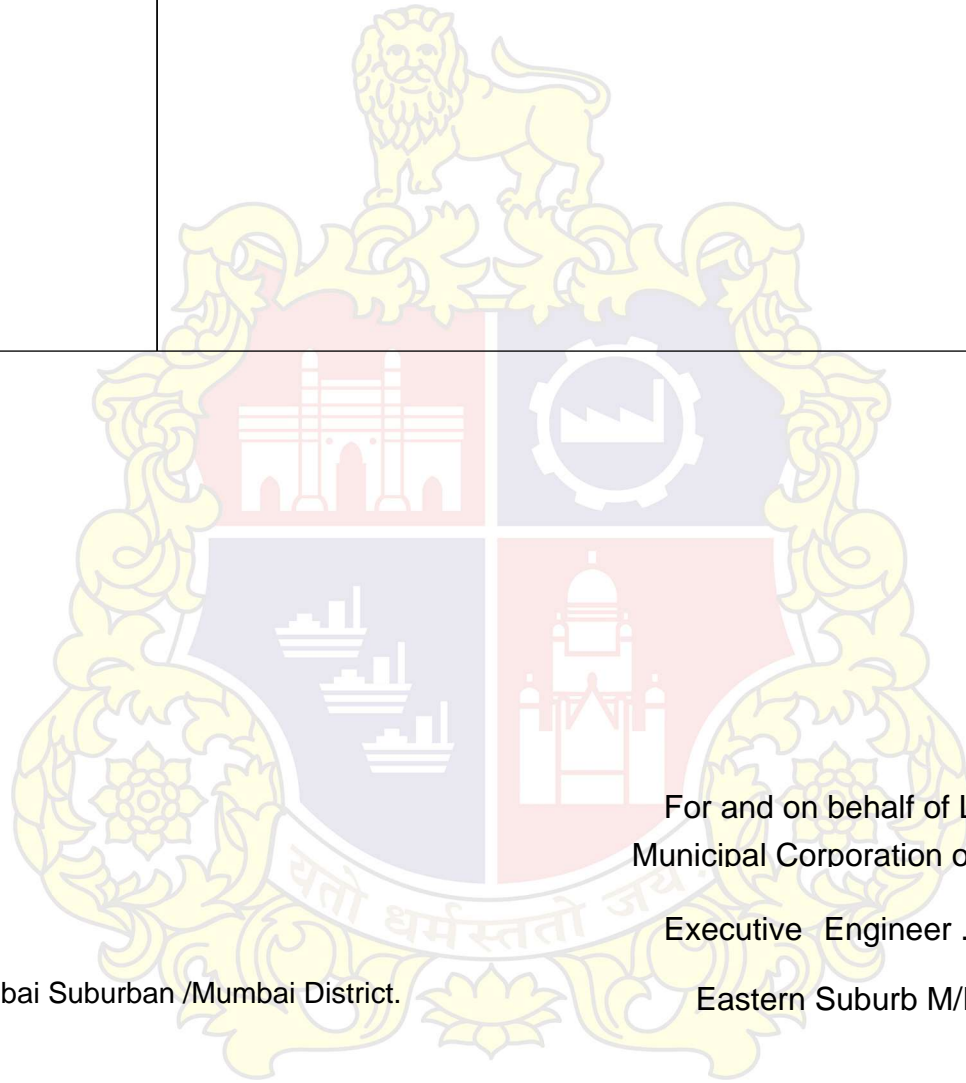 For and on behalf of L
Municipal Corporation o
यतो धर्मस्ततो जय:
Executive Engineer .
bai Suburban /Mumbai District.
Eastern Suburb M/